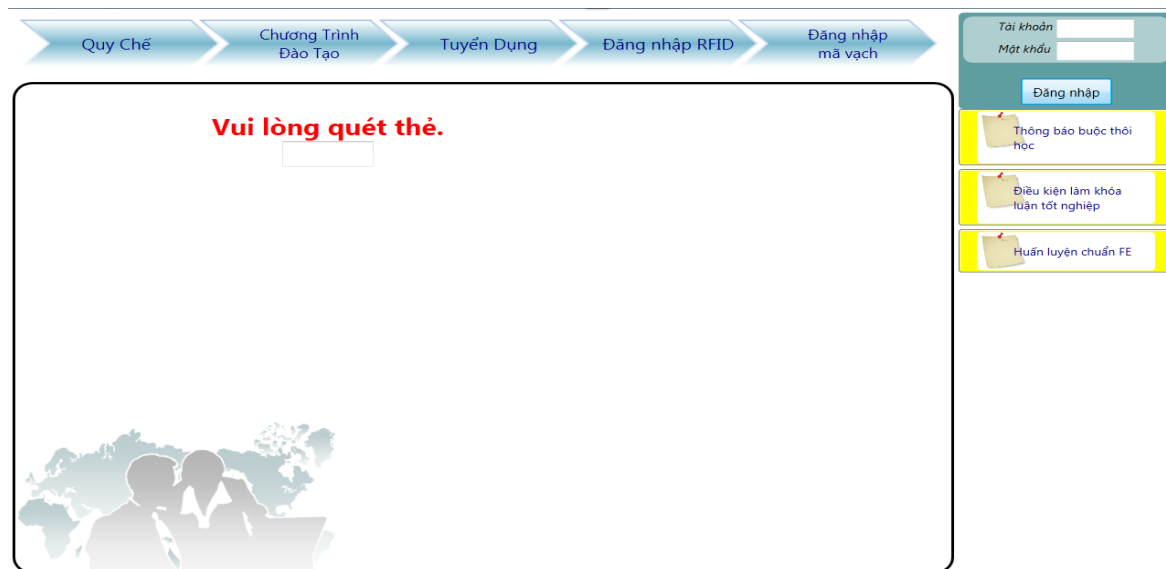 Quy Chế
Chương Trình
Đào Tạo
Tuyển Dụng
Đăng nhập RFID
Đăng nhập
mã vạch
Tài khoản
Mật khẩu
Đăng nhập
Vui lòng quét thẻ.
Thông báo buộc thôi
học
Điều kiện làm khóa
luận tốt nghiệp
Huấn luyện chuẩn FE